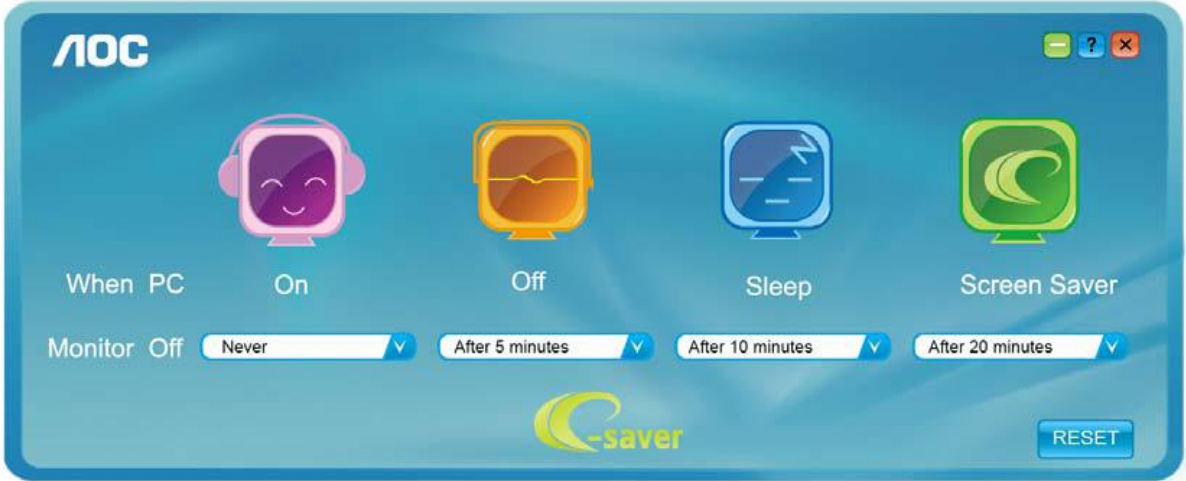 AOC
?
When PC On Off Sleep Screen Saver
Monitor Off Never After 5 minutes After 10 minutes After 20 minutes
e-saver
RESET